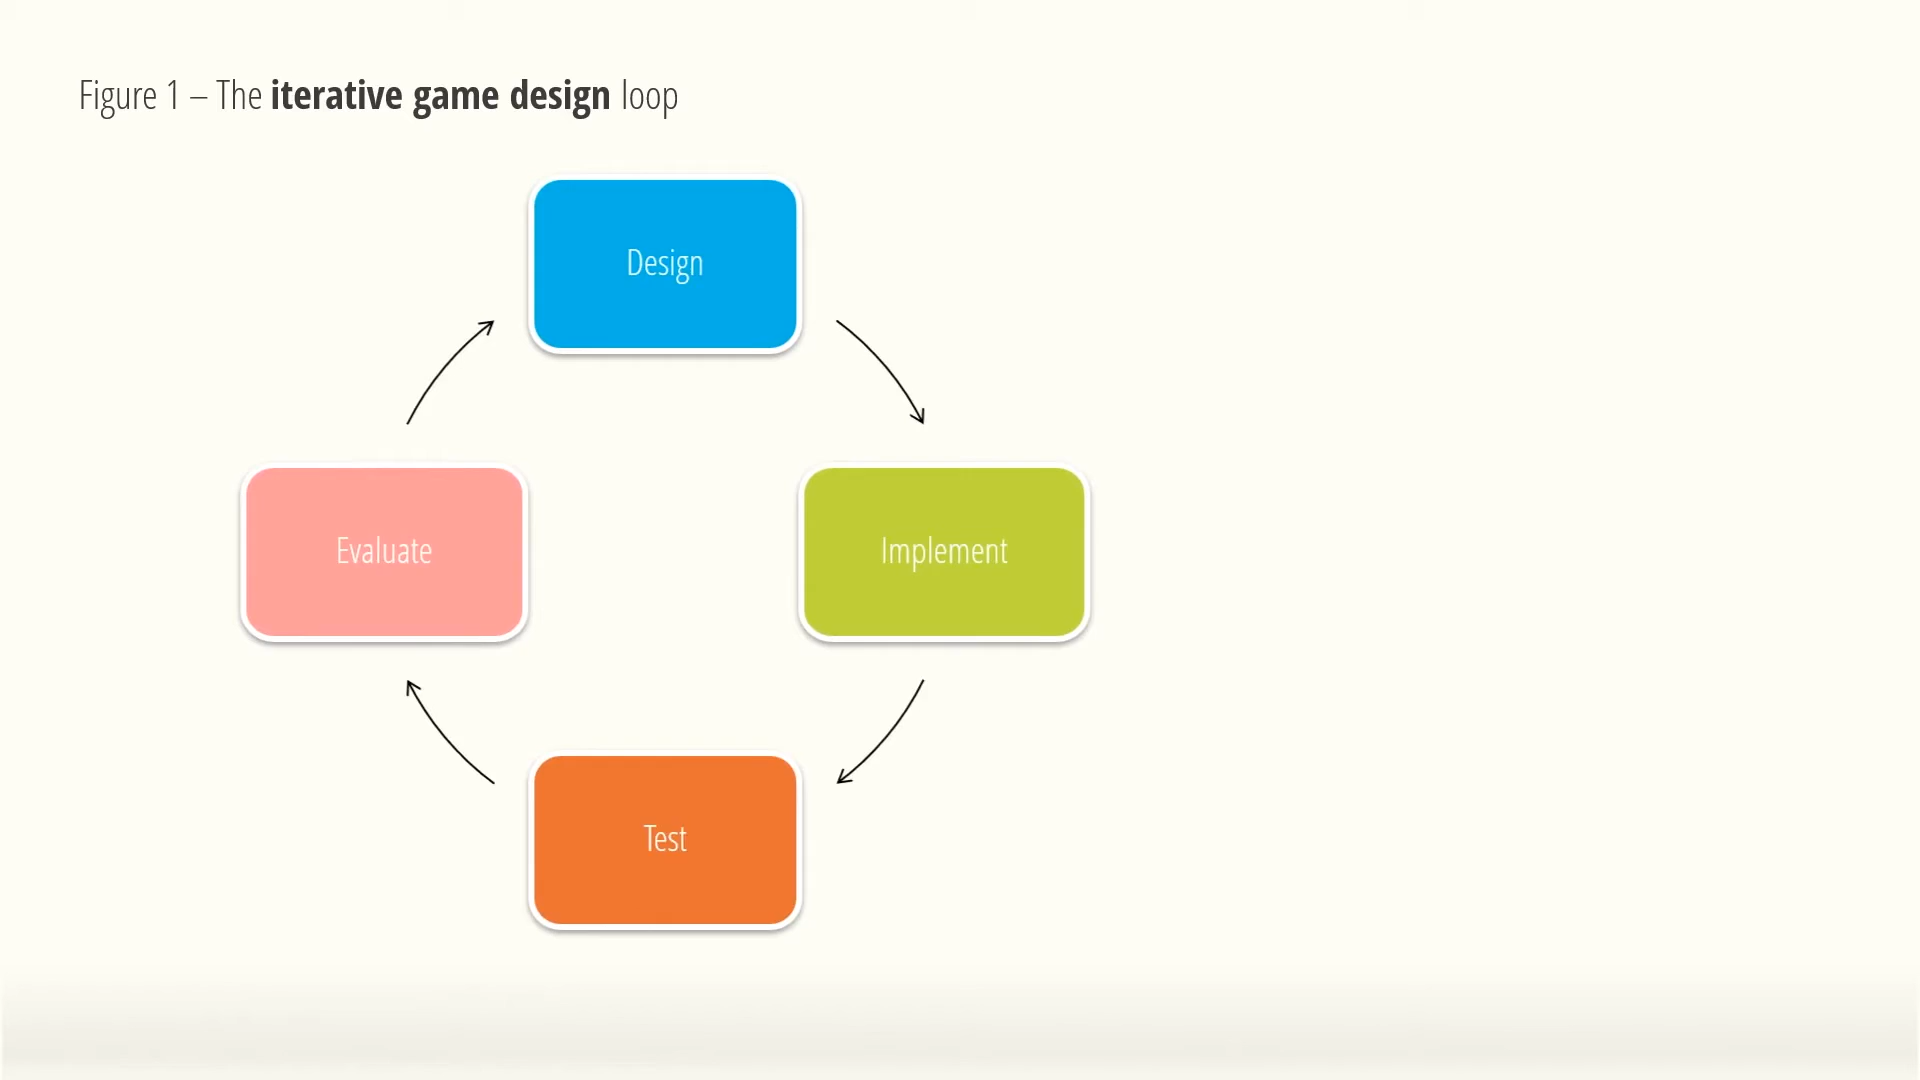 Figure 1 – The iterative game design loop
Design
Evaluate
Implement
Test